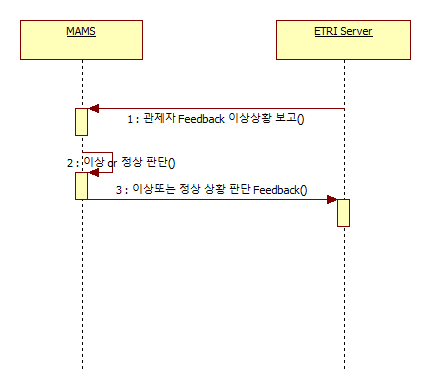 MAMS
ETRI Server
1 : 관제자 Feedback 이상상황 보고()
2 : 이상 or 정상 판단()
3 : 이상또는 정상 상황 판단 Feedback()